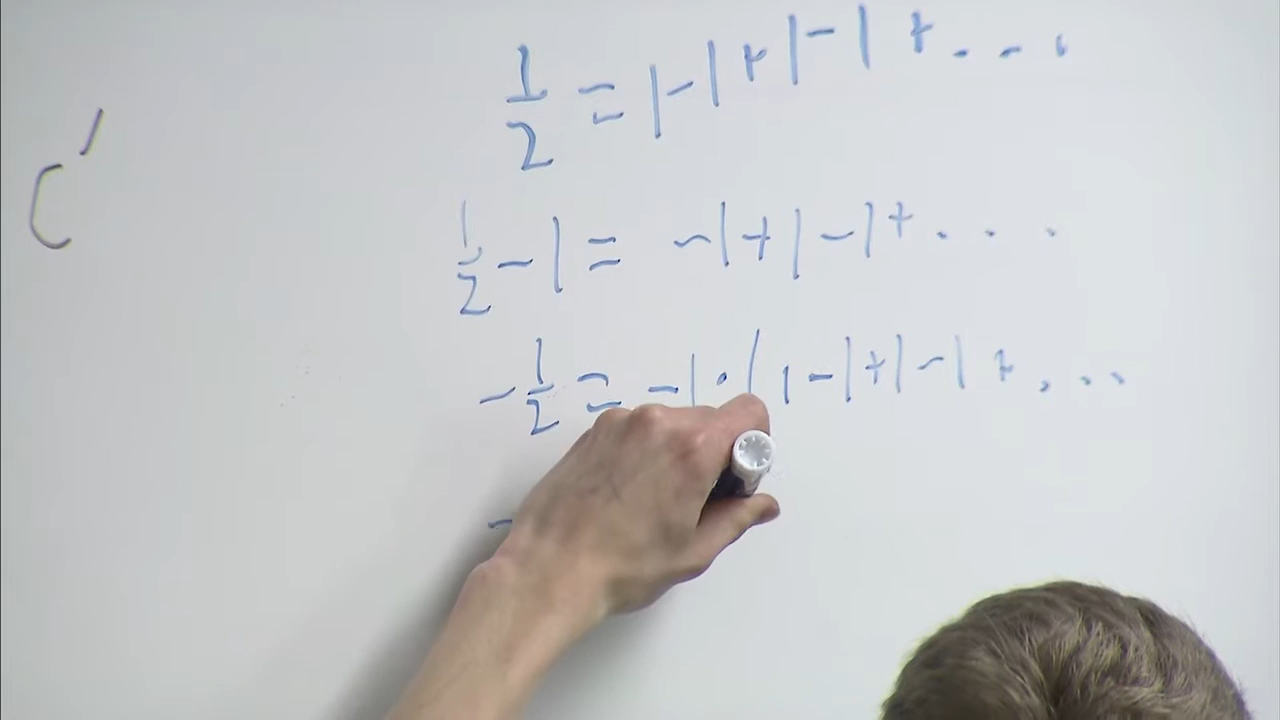 C'
1/2 = 1-1+1-1+...
1/2 - 1 = -1+1-1+...
-1/2 = -1·(1-1+1-1+...
-